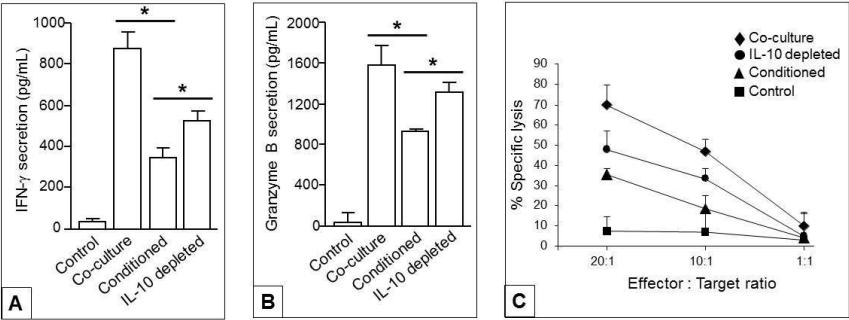 IFN-γ secretion (pg/mL)
1000
800
600
400
200
0
*
*
Control
Co-culture
Conditioned
IL-10 depleted
A
Granzyme B secretion (pg/mL)
2000
1600
1200
800
400
0
*
*
Control
Co-culture
Conditioned
IL-10 depleted
B
% Specific lysis
90
80
70
60
50
40
30
20
10
0
Co-culture
IL-10 depleted
Conditioned
Control
20:1
10:1
1:1
Effector : Target ratio
C